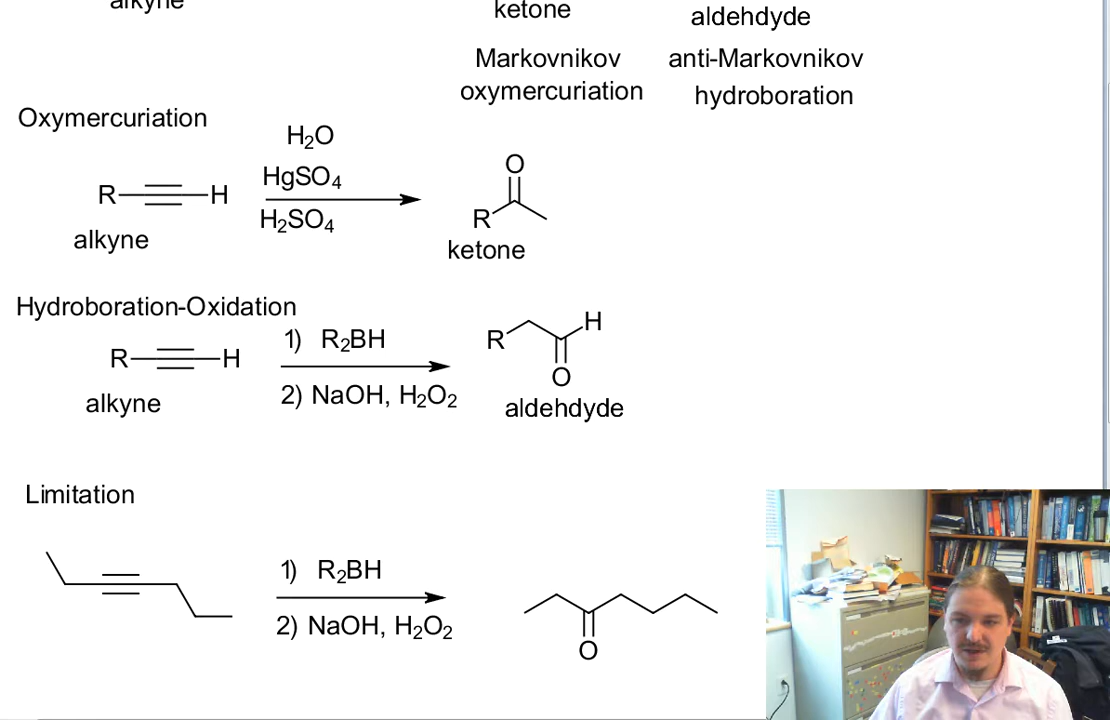 alkyne
ketone aldehdyde
Markovnikov anti-Markovnikov
oxymercuriation hydroboration
Oxymercuriation
H₂O
HgSO₄
H₂SO₄
R H
O
R
alkyne
ketone
Hydroboration-Oxidation
1) R₂BH
2) NaOH, H₂O₂
R H
R H
O
alkyne
aldehdyde
Limitation
1) R₂BH
2) NaOH, H₂O₂
O